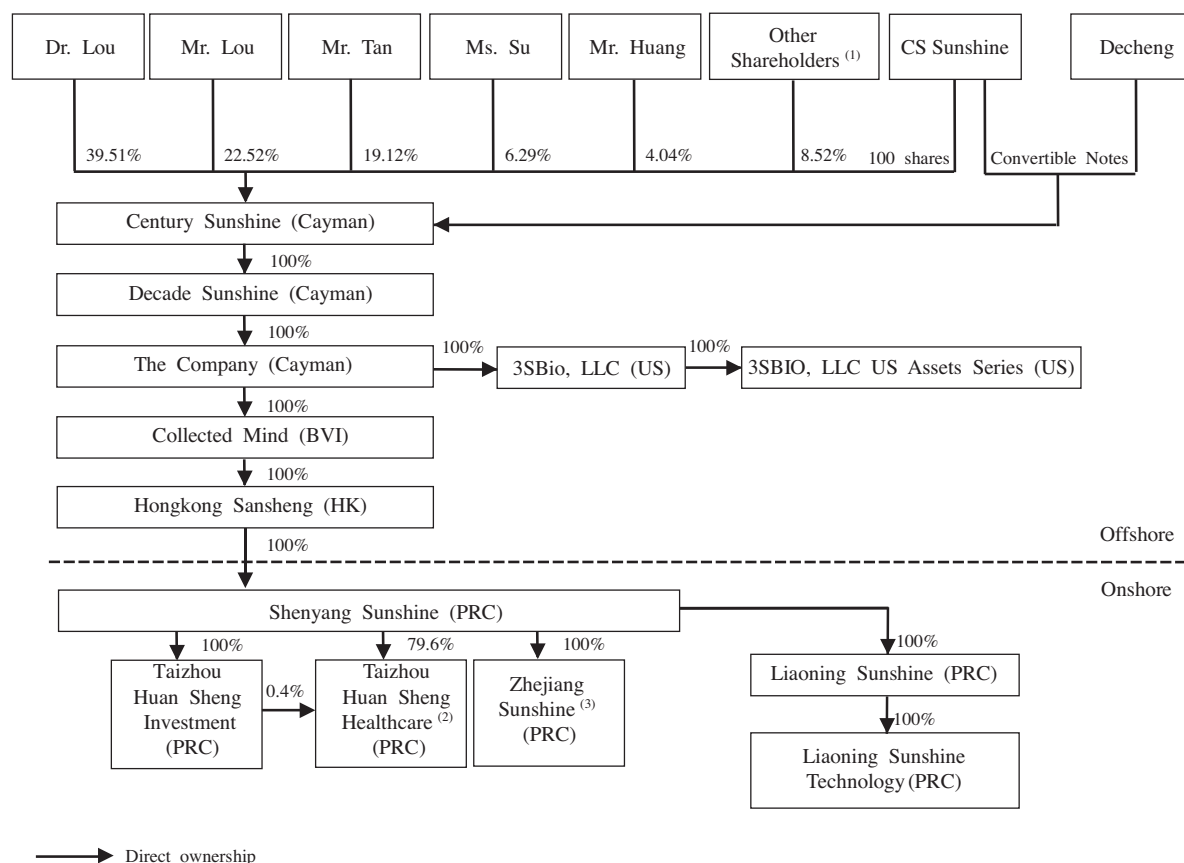 Dr. Lou
Mr. Lou
Mr. Tan
Ms. Su
Mr. Huang
Other
Shareholders (1)
CS Sunshine
Decheng
39.51%
22.52%
19.12%
6.29%
4.04%
8.52%
100 shares
Convertible Notes
Century Sunshine (Cayman)
100%
Decade Sunshine (Cayman)
100%
The Company (Cayman)
100%
3SBio, LLC (US)
100%
3SBIO, LLC US Assets Series (US)
100%
Collected Mind (BVI)
100%
Hongkong Sansheng (HK)
Offshore
100%
Onshore
Shenyang Sunshine (PRC)
100%
79.6%
100%
100%
Taizhou
Huan Sheng
Investment
(PRC)
0.4%
Taizhou
Huan Sheng
Healthcare (2)
(PRC)
Zhejiang
Sunshine (3)
(PRC)
Liaoning Sunshine (PRC)
100%
Liaoning Sunshine
Technology (PRC)
Direct ownership